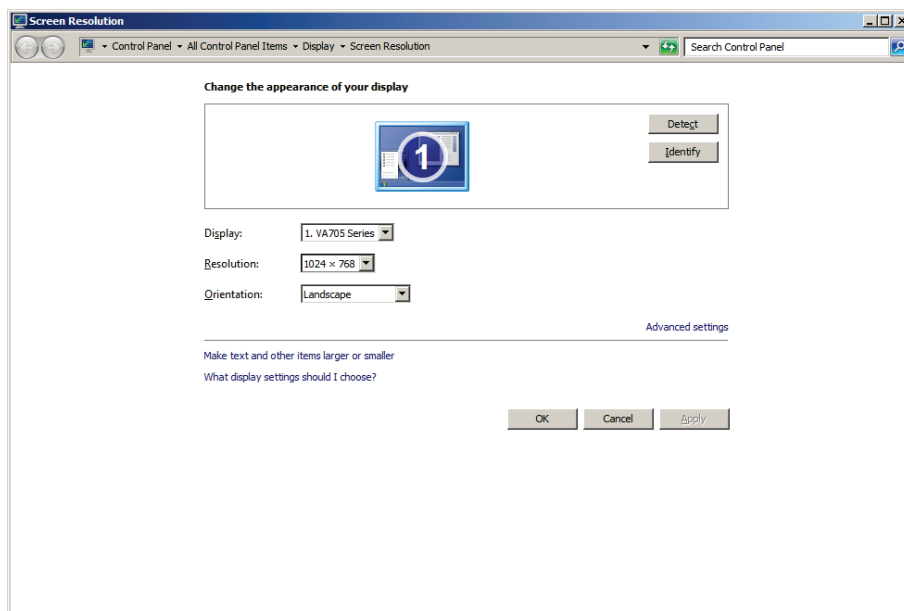 Screen Resolution
Control Panel All Control Panel Items Display Screen Resolution Search Control Panel
Change the appearance of your display
1
Detect
Identify
Display: 1. VA705 Series
Resolution: 1024 × 768
Orientation: Landscape
Advanced settings
Make text and other items larger or smaller
What display settings should I choose?
OK Cancel Apply